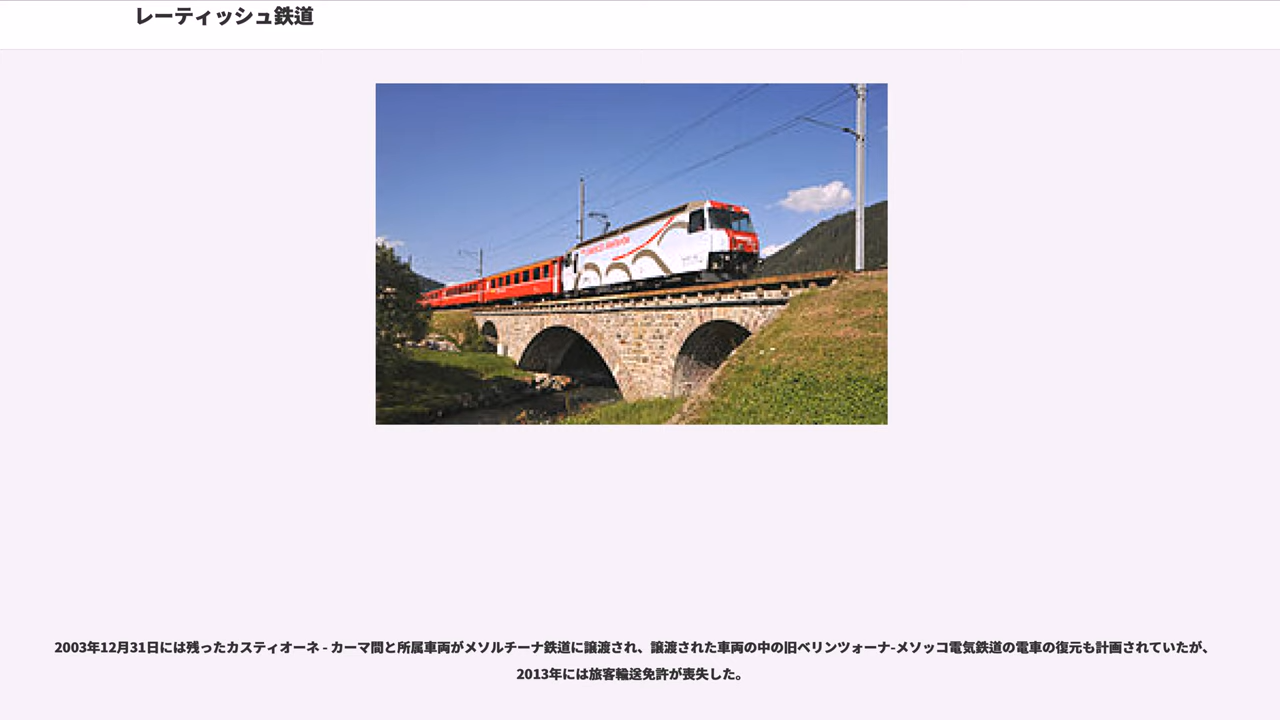 レーティッシュ鉄道
2003年12月31日には残ったカスティオーネ - カーマ間と所属車両がメソルチーナ鉄道に譲渡され、譲渡された車両の中の旧ベリンツォーナ-メソッコ電気鉄道の電車の復元も計画されていたが、
2013年には旅客輸送免許が喪失した。